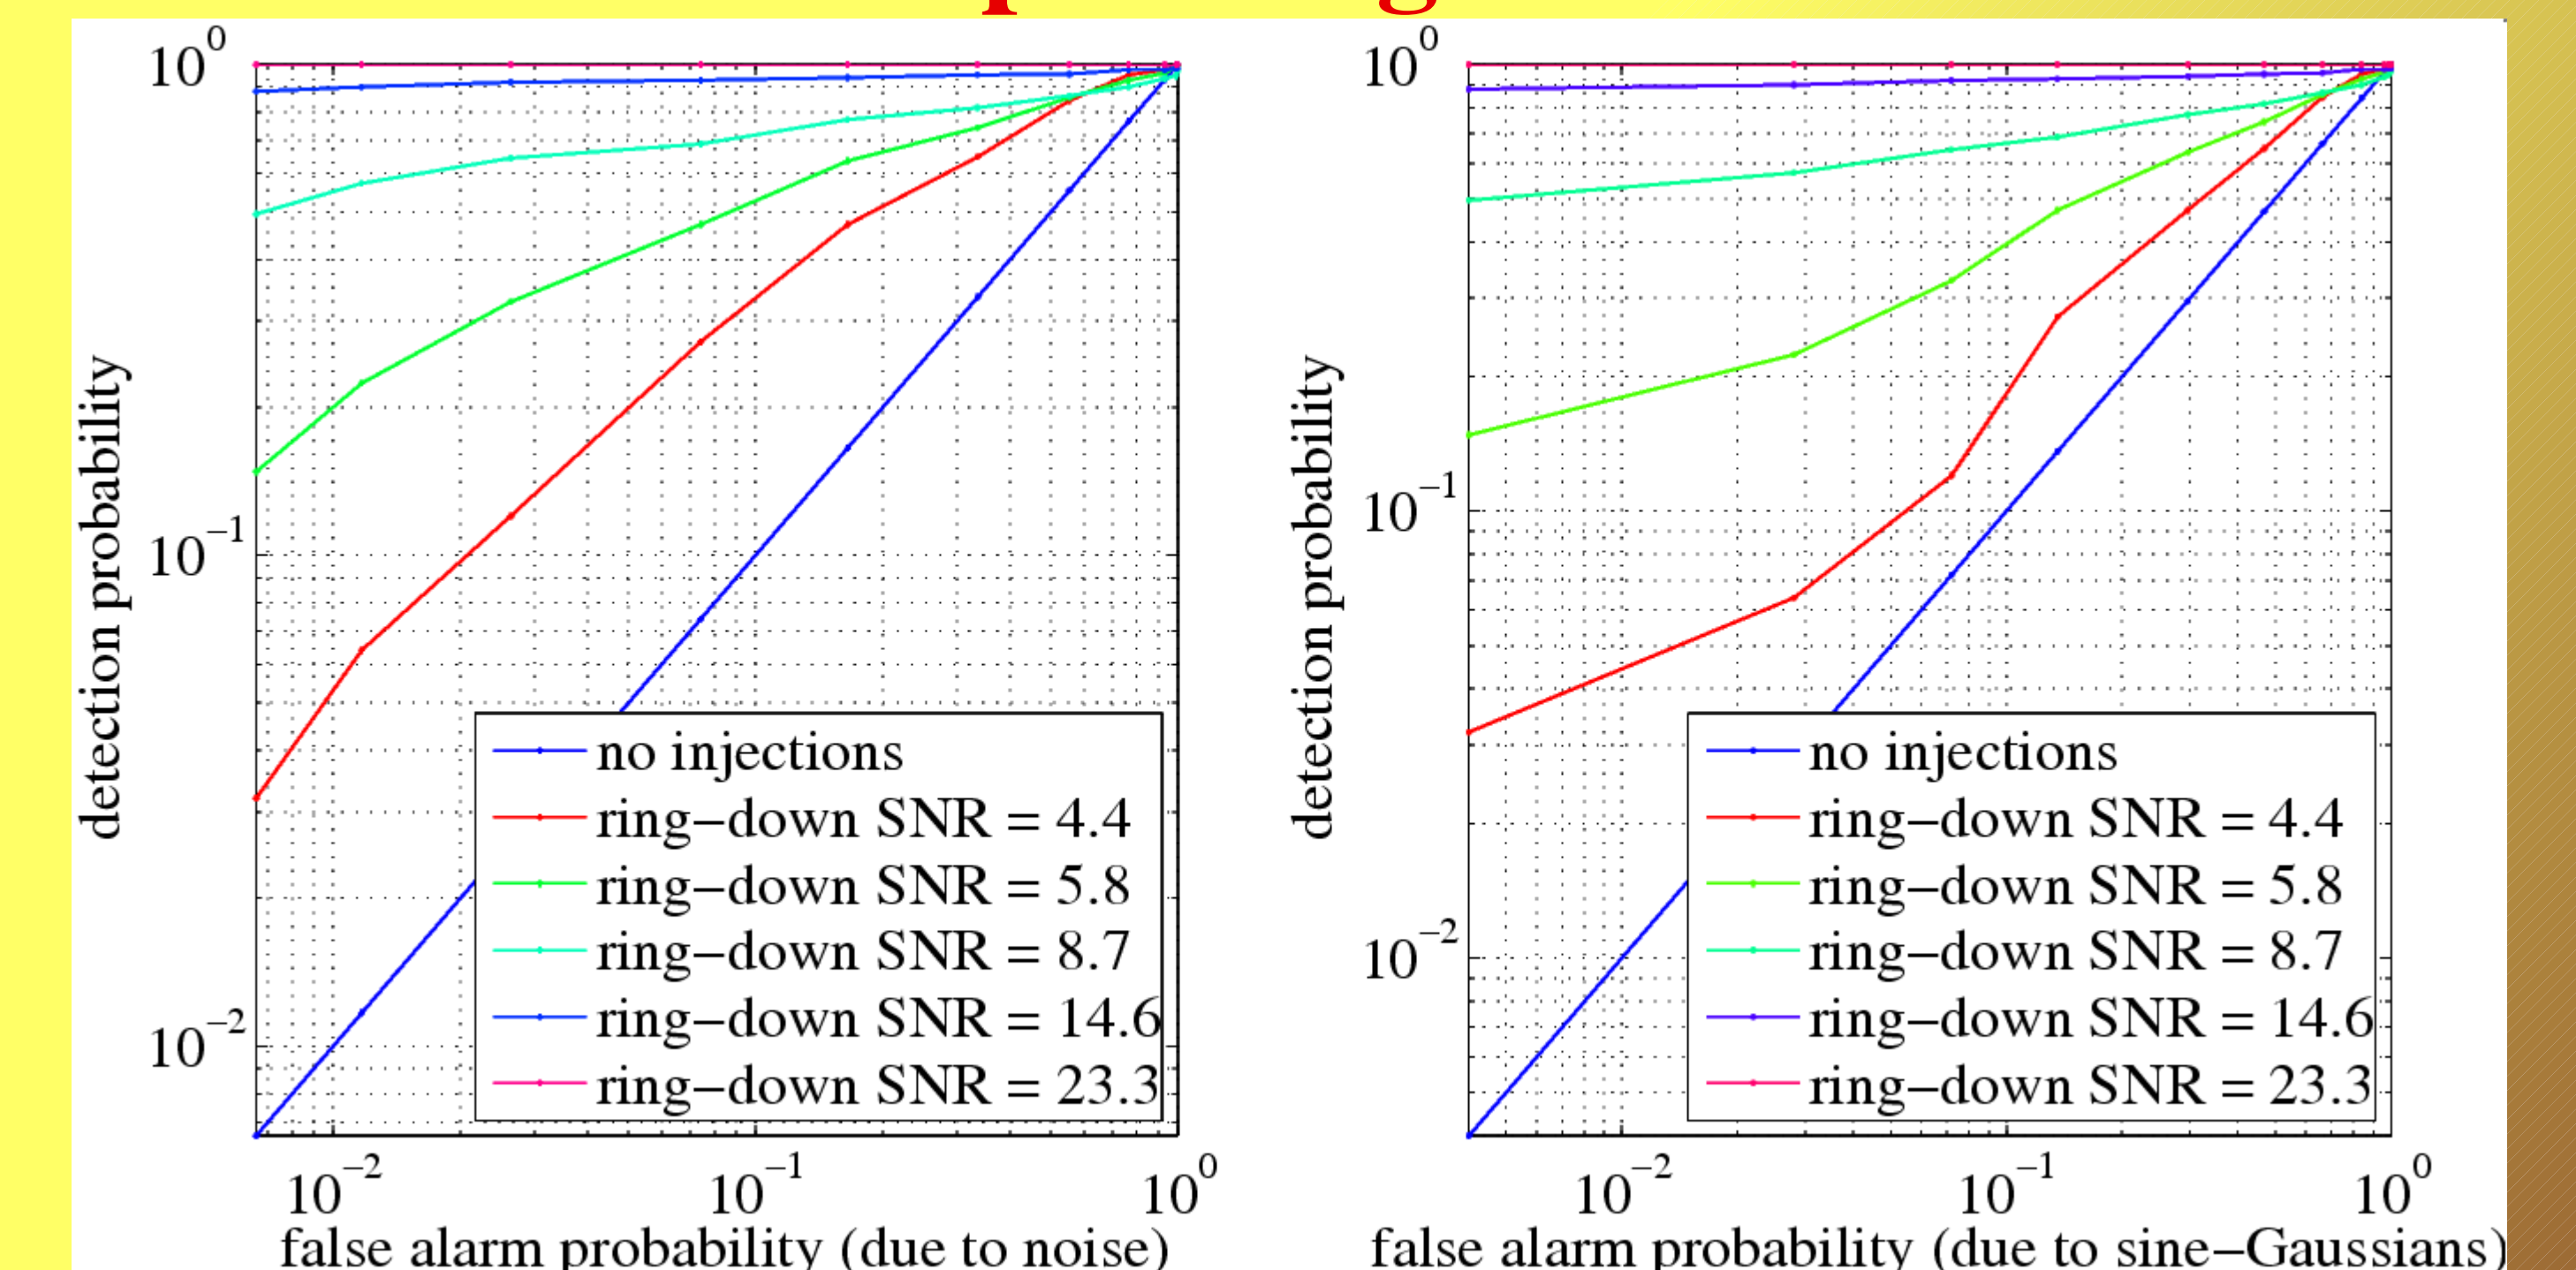 10^0
10^-1
10^-2
detection probability
no injections
ring-down SNR = 4.4
ring-down SNR = 5.8
ring-down SNR = 8.7
ring-down SNR = 14.6
ring-down SNR = 23.3
10^-2 10^-1 10^0
false alarm probability (due to noise)
10^0
10^-1
10^-2
detection probability
no injections
ring-down SNR = 4.4
ring-down SNR = 5.8
ring-down SNR = 8.7
ring-down SNR = 14.6
ring-down SNR = 23.3
10^-2 10^-1 10^0
false alarm probability (due to sine-Gaussians)